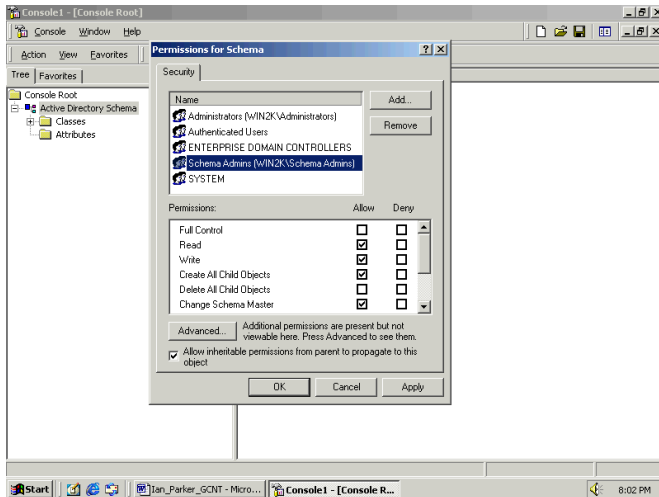 Console1 - [Console Root]
Console Window Help
Action View Favorites
Tree Favorites
Console Root
Active Directory Schema
Classes
Attributes
Permissions for Schema
Security
Name
Add...
Remove
Administrators (WIN2K\Administrators)
Authenticated Users
ENTERPRISE DOMAIN CONTROLLERS
Schema Admins (WIN2K\Schema Admins)
SYSTEM
Permissions: Allow Deny
Full Control
Read
Write
Create All Child Objects
Delete All Child Objects
Change Schema Master
Advanced...
Additional permissions are present but not
viewable here. Press Advanced to see them.
Allow inheritable permissions from parent to propagate to this
object
OK Cancel Apply
Start Ian_Parker_GCNT - Micro... Console1 - [Console R... 8:02 PM